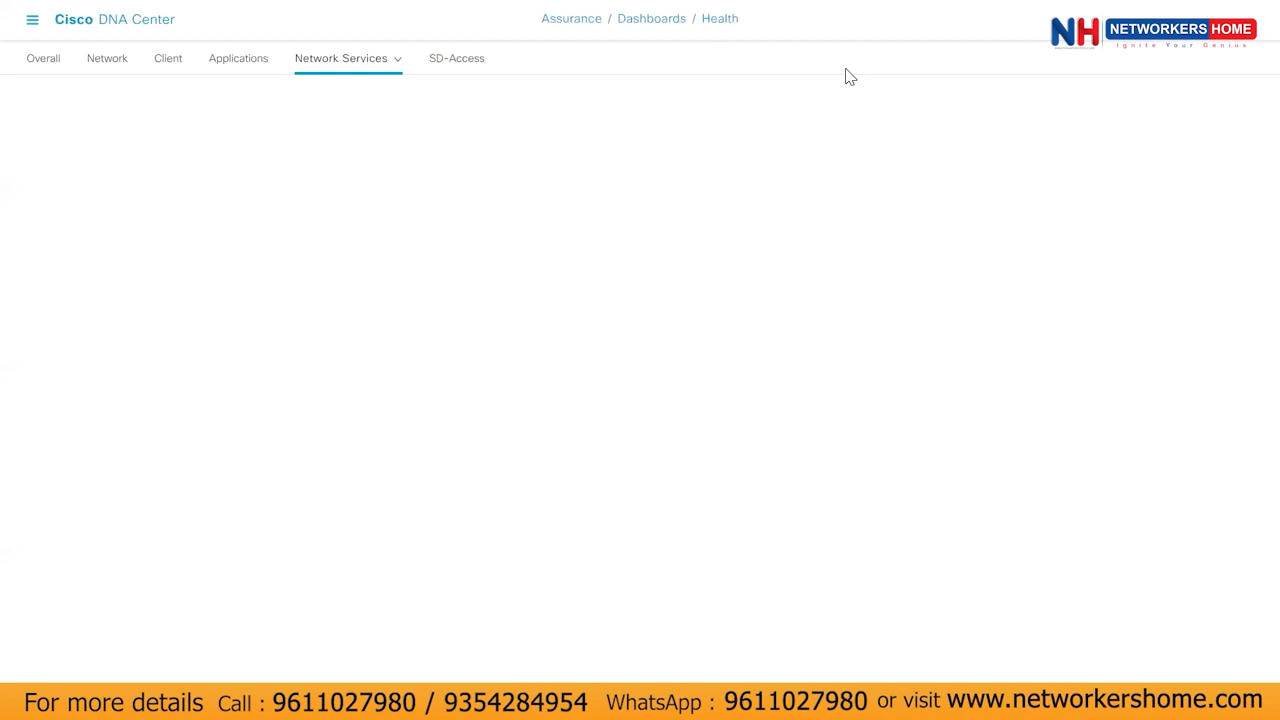 Cisco DNA Center
Assurance / Dashboards / Health
NH NETWORKERS HOME
Ignite Your Genius
Overall Network Client Applications Network Services SD-Access
For more details Call : 9611027980 / 9354284954 WhatsApp : 9611027980 or visit www.networkershome.com